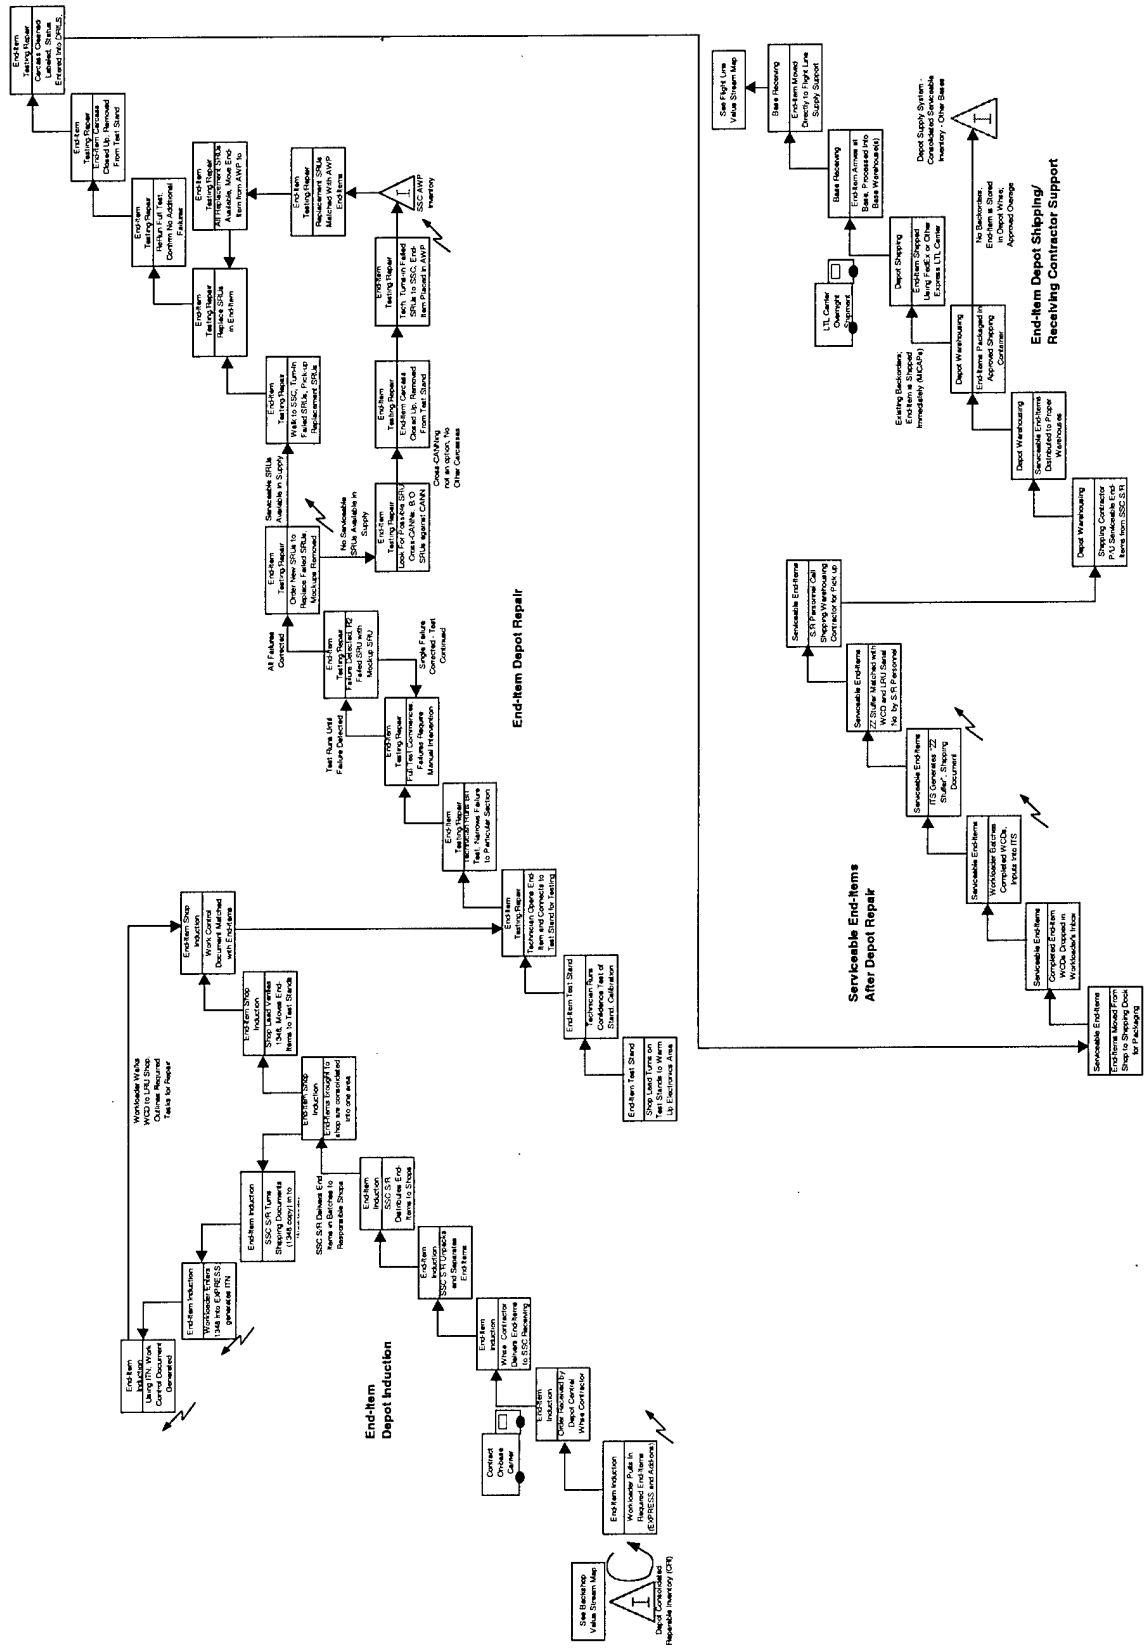 See Backshop
Value Stream Map
Depot Consolidated
Reparable Inventory (CRI)
I
End-Item Induction
Workloader Pulls In
Required End-Items
(EXPRESS and Add-ons)
Contract
On-base
Carrier
End-Item
Induction
Order Received by
Depot Central
Whse Contractor
End-Item
Induction
Whse Contractor
Delivers End-Items
to SSC Receiving
End-Item
Induction
SSC S/R Unpacks
and Separates
End-Items
End-Item
Induction
SSC S/R
Distributes End-
Items to Shops
SSC S/R Delivers End
Items in Batches to
Responsible Shops
End-Item
Depot Induction
End-Item Shop
Induction
End-Items brought to
shop are consolidated
into one area
End-Item Induction
SSC S/R Turns
Shipping Documents
(1348 copy) in to
End-Item Induction
Workloader Enters
1348 into EXPRESS;
generates ITN
End-Item
Induction
Using ITN, Work
Control Document
Generated
Workloader Walks
WCD to LRU Shop.
Outlines Required
Tasks for Repair
End-Item Shop
Induction
Shop Lead Verifies
1348, Moves End-
Items to Test Stands
End-Item Shop
Induction
Work Control
Document Matched
with End-Items
End-Item Test Stand
Shop Lead Turns on
Test Stands to Warm
Up Electronics Area
End-Item Test Stand
Technician Runs
Confidence Test of
Stand, Calibration
End-Item
Testing Repair
Technician Opens End-
Item and Connects to
Test Stand for Testing
End-Item
Testing Repair
Technician Runs BIT
Test, Narrows Failure
to Particular Section
End-Item
Testing Repair
Full Test Commences,
Failures Require
Manual Intervention
Test Runs Until
Failure Detected
Single Failure
Corrected - Test
Continued
End-Item
Testing Repair
Failure Detected, R2
Failed SRU with
Mockup SRU
All Failures
Corrected
End-Item Depot Repair
End-Item
Testing Repair
Order New SRUs to
Replace Failed SRUs,
Mockups Removed
Serviceable SRUs
Available in Supply
No Serviceable
SRUs Available in
Supply
End-Item
Testing Repair
Walk to SSC, Turn-in
Failed SRUs, Pick-up
Replacement SRUs
End-Item
Testing Repair
Look For Possible SRU
Cross-CANNs, B/O
SRUs against CANN
Cross-CANNing
not an option, No
Other Carcasses
End-Item
Testing Repair
End-Item Carcass
Closed Up, Removed
From Test Stand
End-Item
Testing Repair
Tech. Turns-in Failed
SRUs to SSC, End-
Item Placed in AWP
I
SSC AWP
Inventory
End-Item
Testing Repair
Replacement SRUs
Matched With AWP
End-Items
End-Item
Testing Repair
All Replacement SRUs
Available, Move End-
Item from AWP to
End-Item
Testing Repair
Replace SRUs
in End-Item
End-Item
Testing Repair
ReRun Full Test,
Confirm No Additional
Failures
End-Item
Testing Repair
End-Item Carcass
Closed Up, Removed
From Test Stand
End-Item
Testing Repair
Carcass Cleaned
Labeled, Status
Entered Into DRILS,
Serviceable End-Items
End-Items Moved From
Shop to Shipping Dock
for Packaging
Serviceable End-Items
Completed End-Item
WCDs Dropped in
Workloader's Inbox
Serviceable End-Items
Workloader Batches
Completed WCDs,
Inputs Into ITS
Serviceable End-Items
ITS Generates "ZZ
Stuffer", Shipping
Document
Serviceable End-Items
ZZ Stuffer Matched with
WCD and LRU Serial
No. by S/R Personnel
Serviceable End-Items
S/R Personnel Call
Shipping Warehousing
Contractor for Pick up
Serviceable End-Items
After Depot Repair
Depot Warehousing
Shipping Contractor
P/U Serviceable End-
Items from SSC S/R
Depot Warehousing
Serviceable End-Items
Distributed to Proper
Warehouses
Depot Warehousing
End-Items Packaged in
Approved Shipping
Container
Existing Backorders;
End-Item is Shipped
Immediately (MICAPs)
No Backorders;
End-Item is Stored
in Depot Whse;
Approved Overage
I
Depot Supply System -
Consolidated Serviceable
Inventory - Other Bases
Depot Shipping
End-Item Shipped
Using FedEx or Other
Express LTL Carrier
LTL Carrier
Overnight
Shipment
Base Receiving
End-Item Arrives at
Base, Processed Into
Base Warehouse(s)
Base Receiving
End-Item Moved
Directly to Flight Line
Supply Support
See Flight Line
Value Stream Map
End-Item Depot Shipping/
Receiving Contractor Support